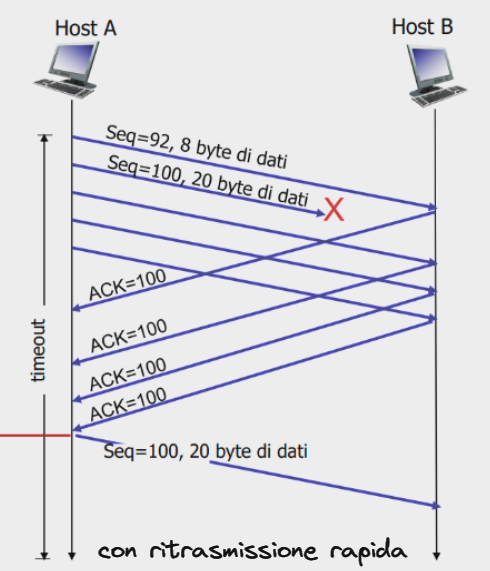 Host A
Host B
Seq=92, 8 byte di dati
Seq=100, 20 byte di dati
X
ACK=100
ACK=100
ACK=100
ACK=100
timeout
Seq=100, 20 byte di dati
con ritrasmissione rapida